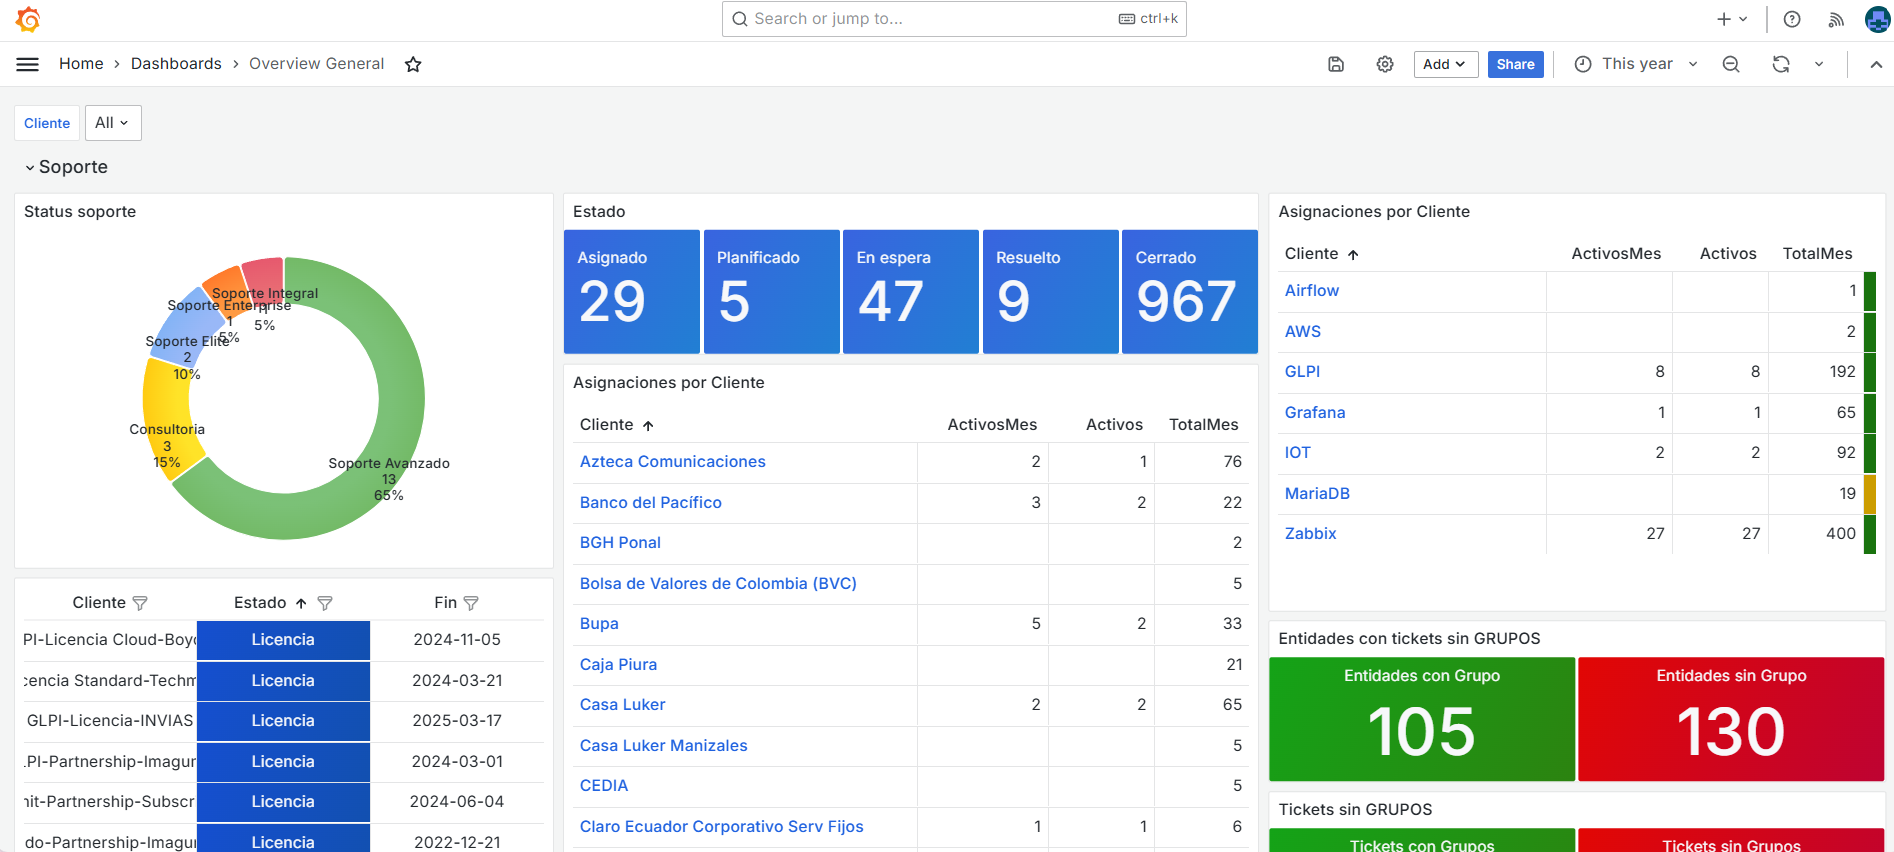 Search or jump to...
ctrl+k
Home › Dashboards › Overview General
Add
Share
This year
Cliente
All
Soporte
Status soporte
Soporte Integral
1
5%
Soporte Enterprise
1
5%
Soporte Elite
2
10%
Consultoria
3
15%
Soporte Avanzado
13
65%
Cliente Estado Fin
PI-Licencia Cloud-Boy Licencia 2024-11-05
cencia Standard-Techm Licencia 2024-03-21
GLPI-Licencia-INVIAS Licencia 2025-03-17
PI-Partnership-Imagun Licencia 2024-03-01
nit-Partnership-Subscr Licencia 2024-06-04
do-Partnership-Imagu Licencia 2022-12-21
Estado
Asignado
29
Planificado
5
En espera
47
Resuelto
9
Cerrado
967
Asignaciones por Cliente
Cliente ActivosMes Activos TotalMes
Azteca Comunicaciones 2 1 76
Banco del Pacífico 3 2 22
BGH Ponal 2
Bolsa de Valores de Colombia (BVC) 5
Bupa 5 2 33
Caja Piura 21
Casa Luker 2 2 65
Casa Luker Manizales 5
CEDIA 5
Claro Ecuador Corporativo Serv Fijos 1 1 6
Asignaciones por Cliente
Cliente ActivosMes Activos TotalMes
Airflow 1
AWS 2
GLPI 8 8 192
Grafana 1 1 65
IOT 2 2 92
MariaDB 19
Zabbix 27 27 400
Entidades con tickets sin GRUPOS
Entidades con Grupo
105
Entidades sin Grupo
130
Tickets sin GRUPOS
Tickets con Grupos
Tickets sin Grupos